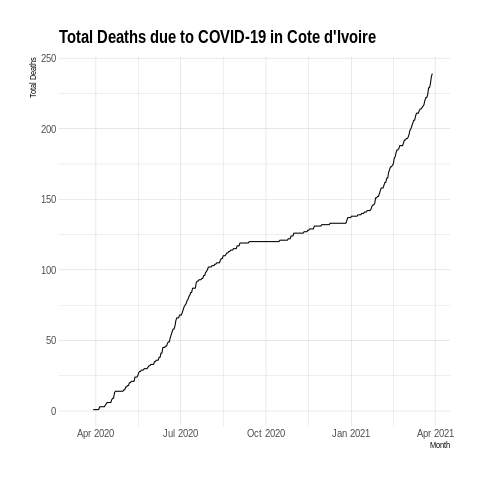 Total Deaths due to COVID-19 in Cote d'Ivoire
Total Deaths
250
200
150
100
50
0
Apr 2020 Jul 2020 Oct 2020 Jan 2021 Apr 2021
Month